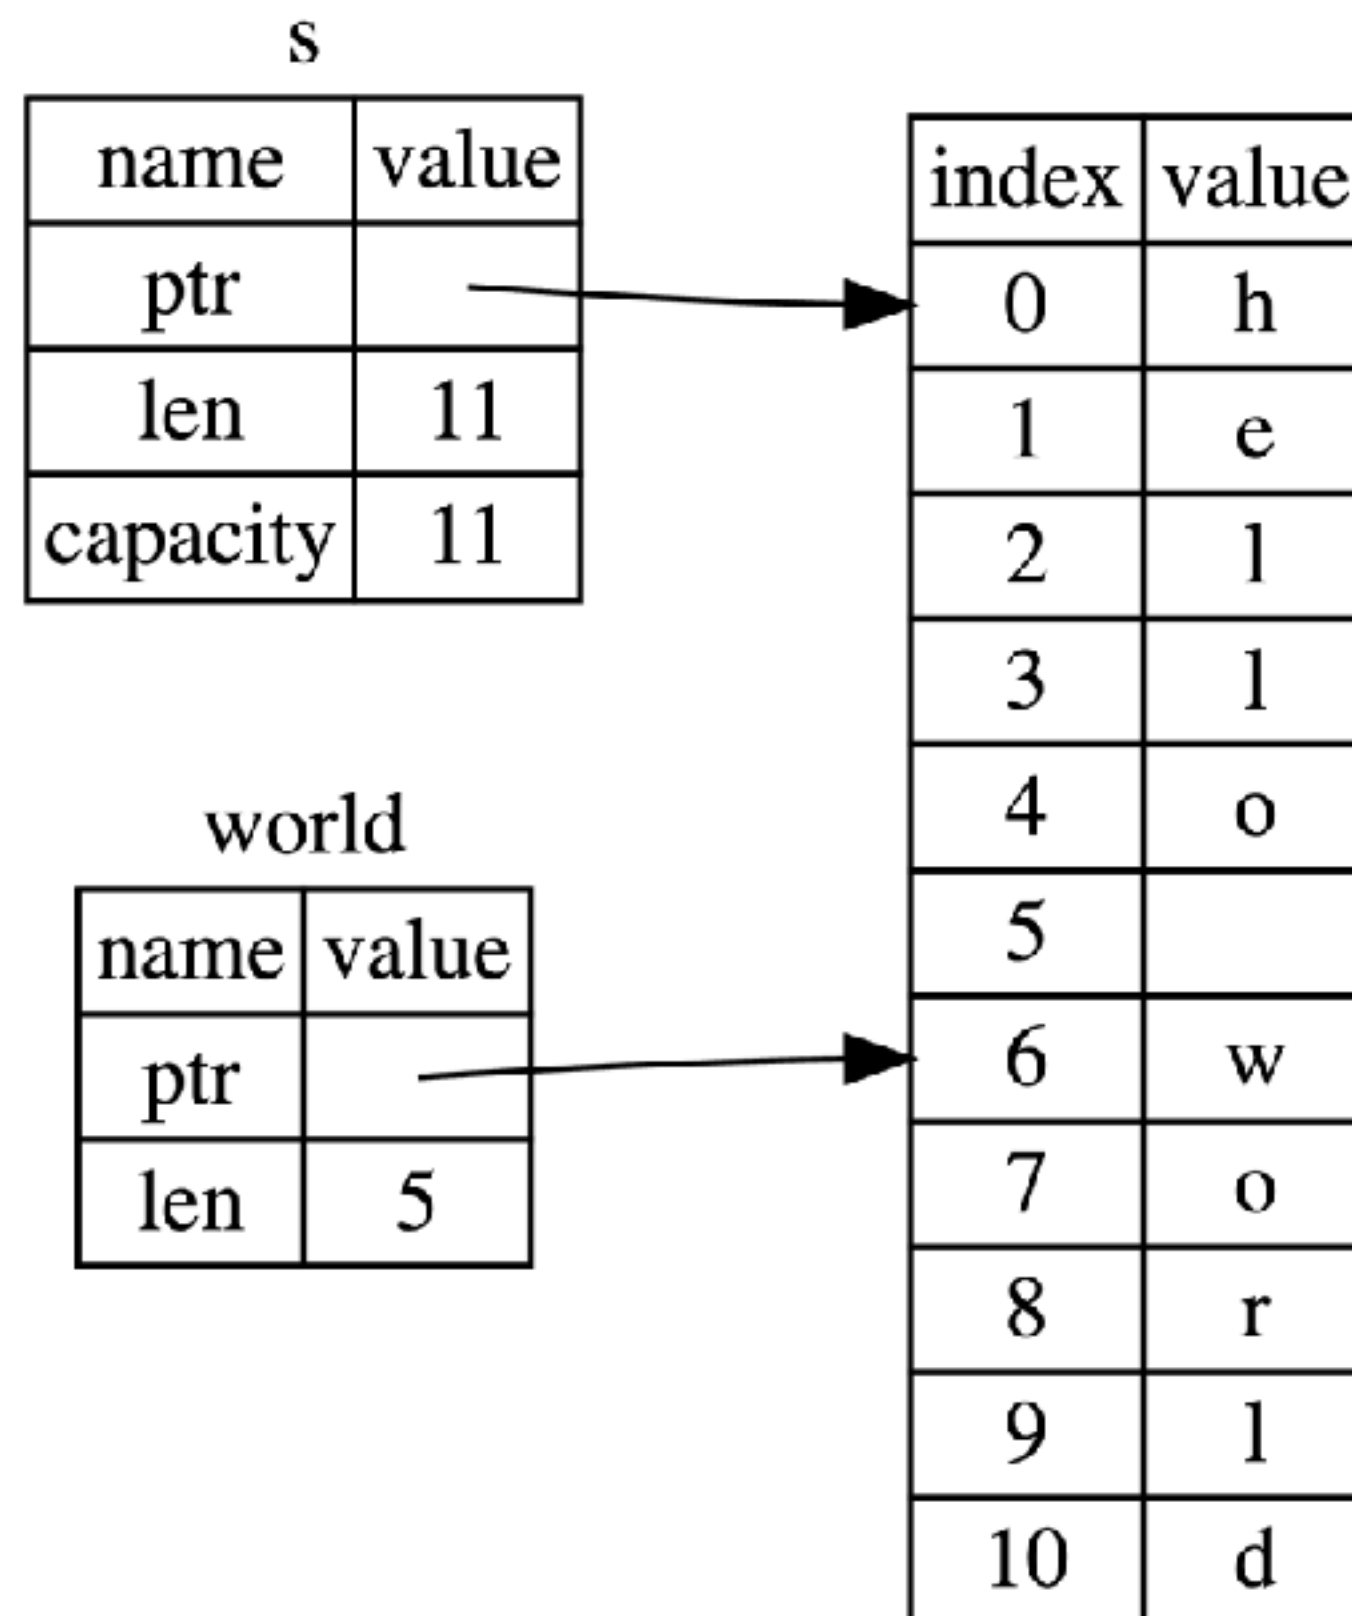 s
name value
ptr
len 11
capacity 11
world
name value
ptr
len 5
index value
0 h
1 e
2 l
3 l
4 o
5
6 w
7 o
8 r
9 l
10 d